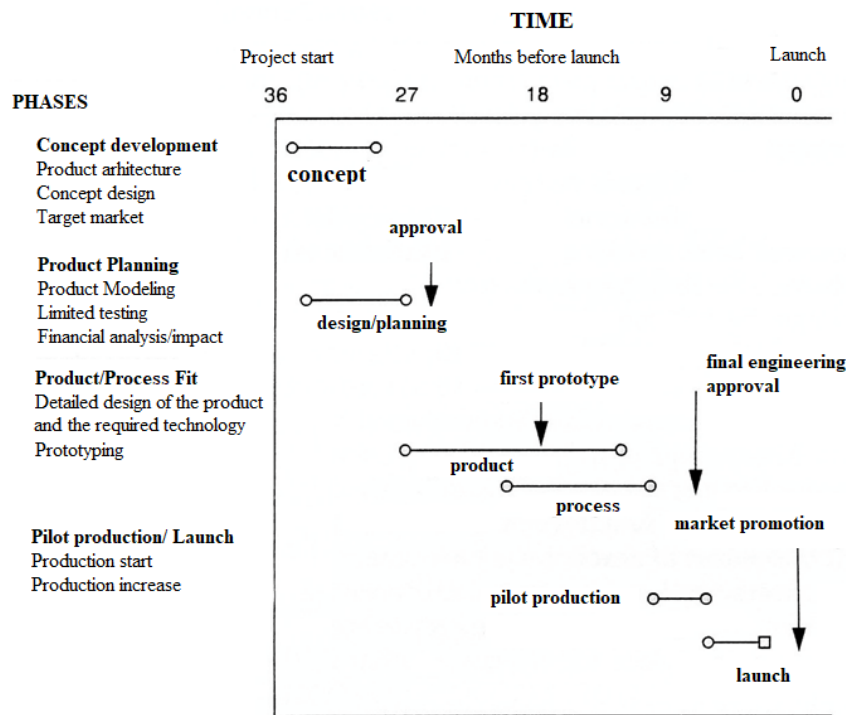 TIME
Project start Months before launch Launch
PHASES 36 27 18 9 0
Concept development
Product arhitecture
Concept design
Target market
concept
approval
Product Planning
Product Modeling
Limited testing
Financial analysis/impact
design/planning
Product/Process Fit
Detailed design of the product
and the required technology
Prototyping
first prototype
final engineering
approval
product
process
market promotion
Pilot production/ Launch
Production start
Production increase
pilot production
launch